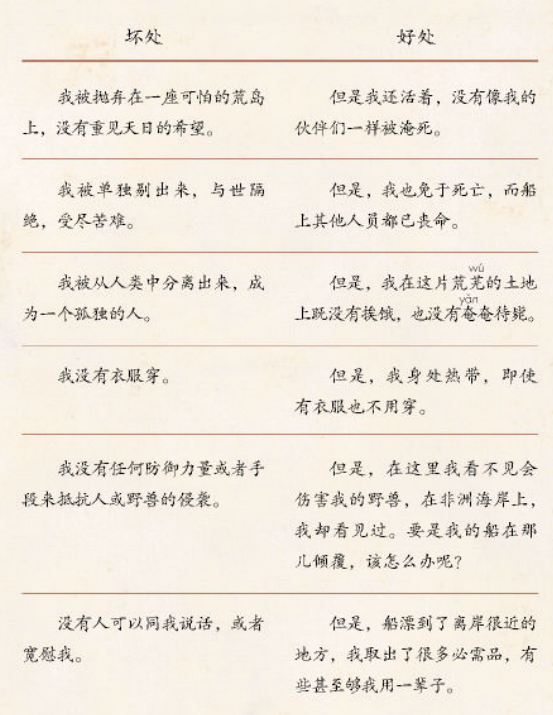 坏处
好处
我被抛弃在一座可怕的荒岛
上，没有重见天日的希望。
但是我还活着，没有像我的
伙伴们一样被淹死。
我被单独剔出来，与世隔
绝，受尽苦难。
但是，我也免于死亡，而船
上其他人员都已丧命。
我被从人类中分离出来，成
为一个孤独的人。
wú
但是，我在这片荒芜的土地
yǎn
上既没有挨饿，也没有奄奄待毙。
我没有衣服穿。
但是，我身处热带，即使
有衣服也不用穿。
我没有任何防御力量或者手
段来抵抗人或野兽的侵袭。
但是，在这里我看不见会
伤害我的野兽，在非洲海岸上，
我却看见过。要是我的船在那
儿倾覆，该怎么办呢？
没有人可以同我说话，或者
宽慰我。
但是，船漂到了离岸很近的
地方，我取出了很多必需品，有
些甚至够我用一辈子。